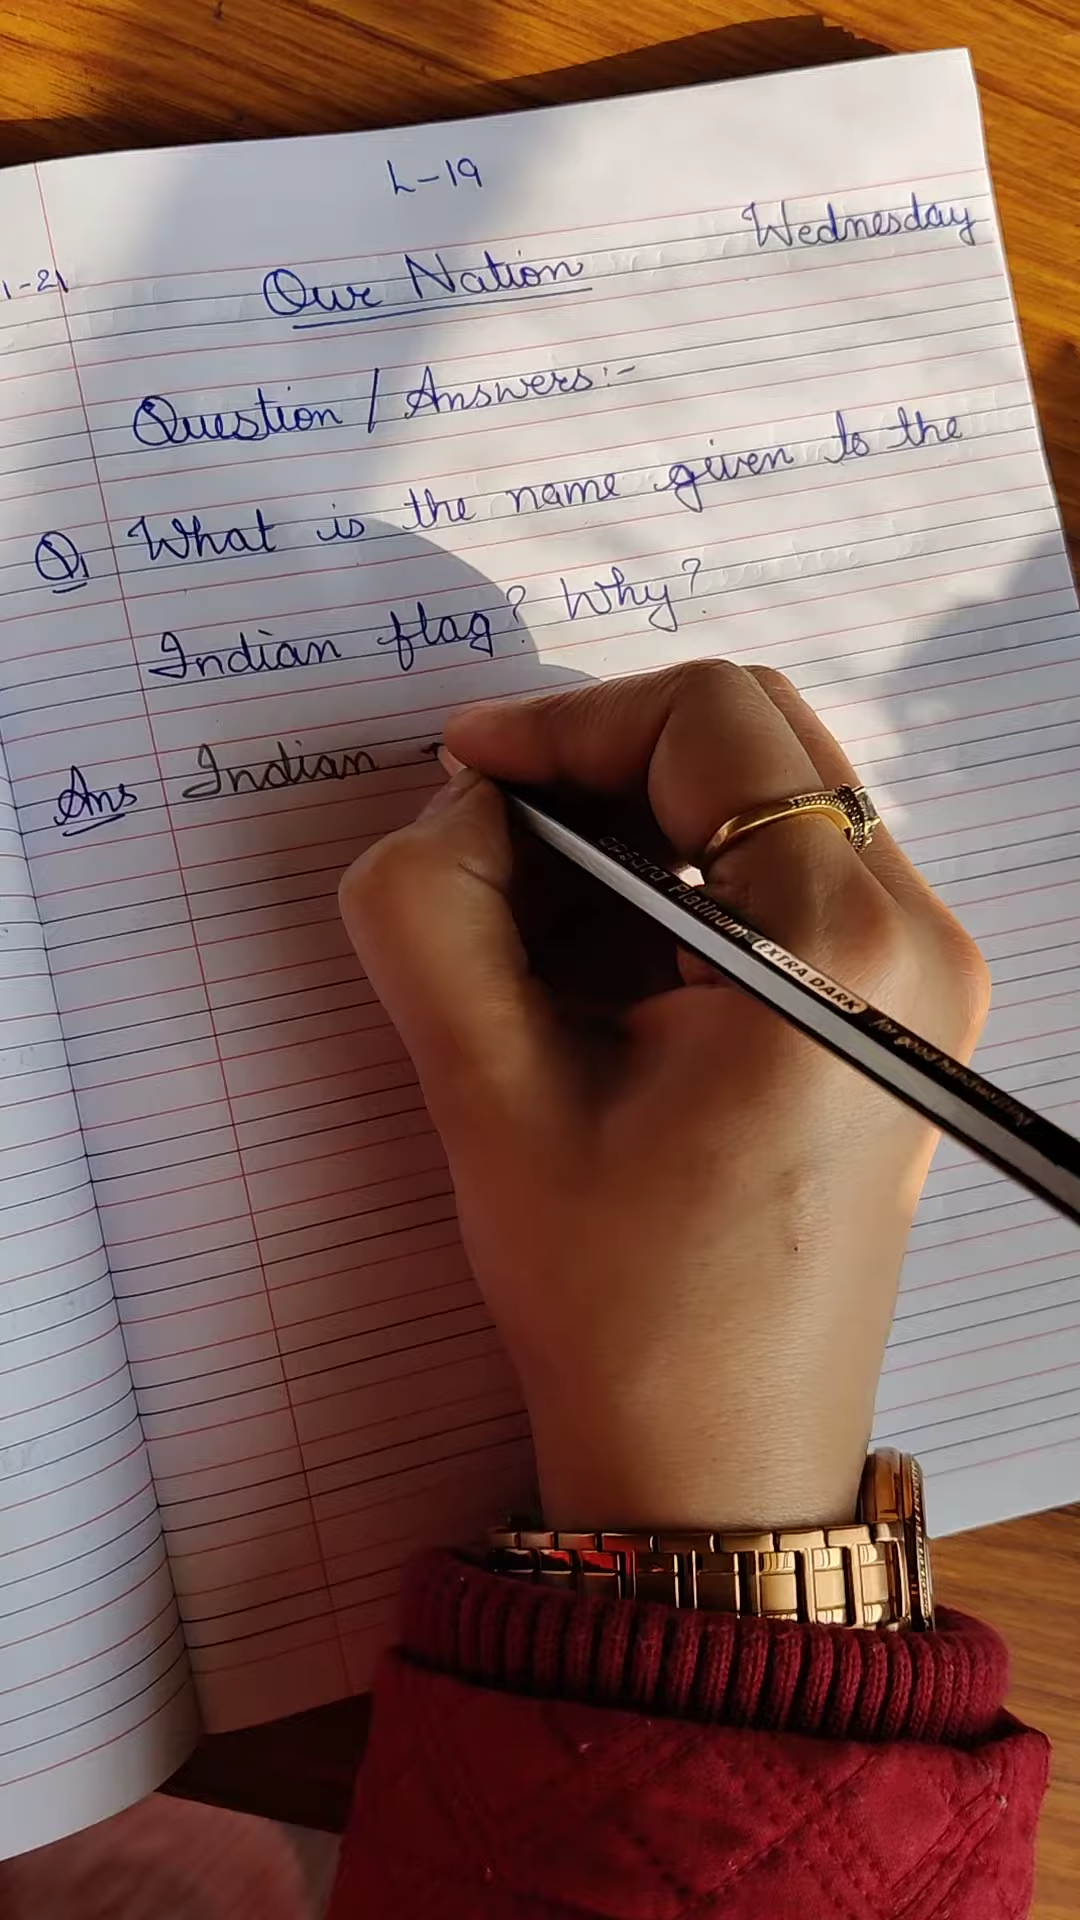 L-19
Wednesday
1-21
Our Nation
Question / Answers:-
Q1 What is the name given to the
Indian flag? Why?
Ans Indian
apsara Platinum EXTRA DARK for good handwriting